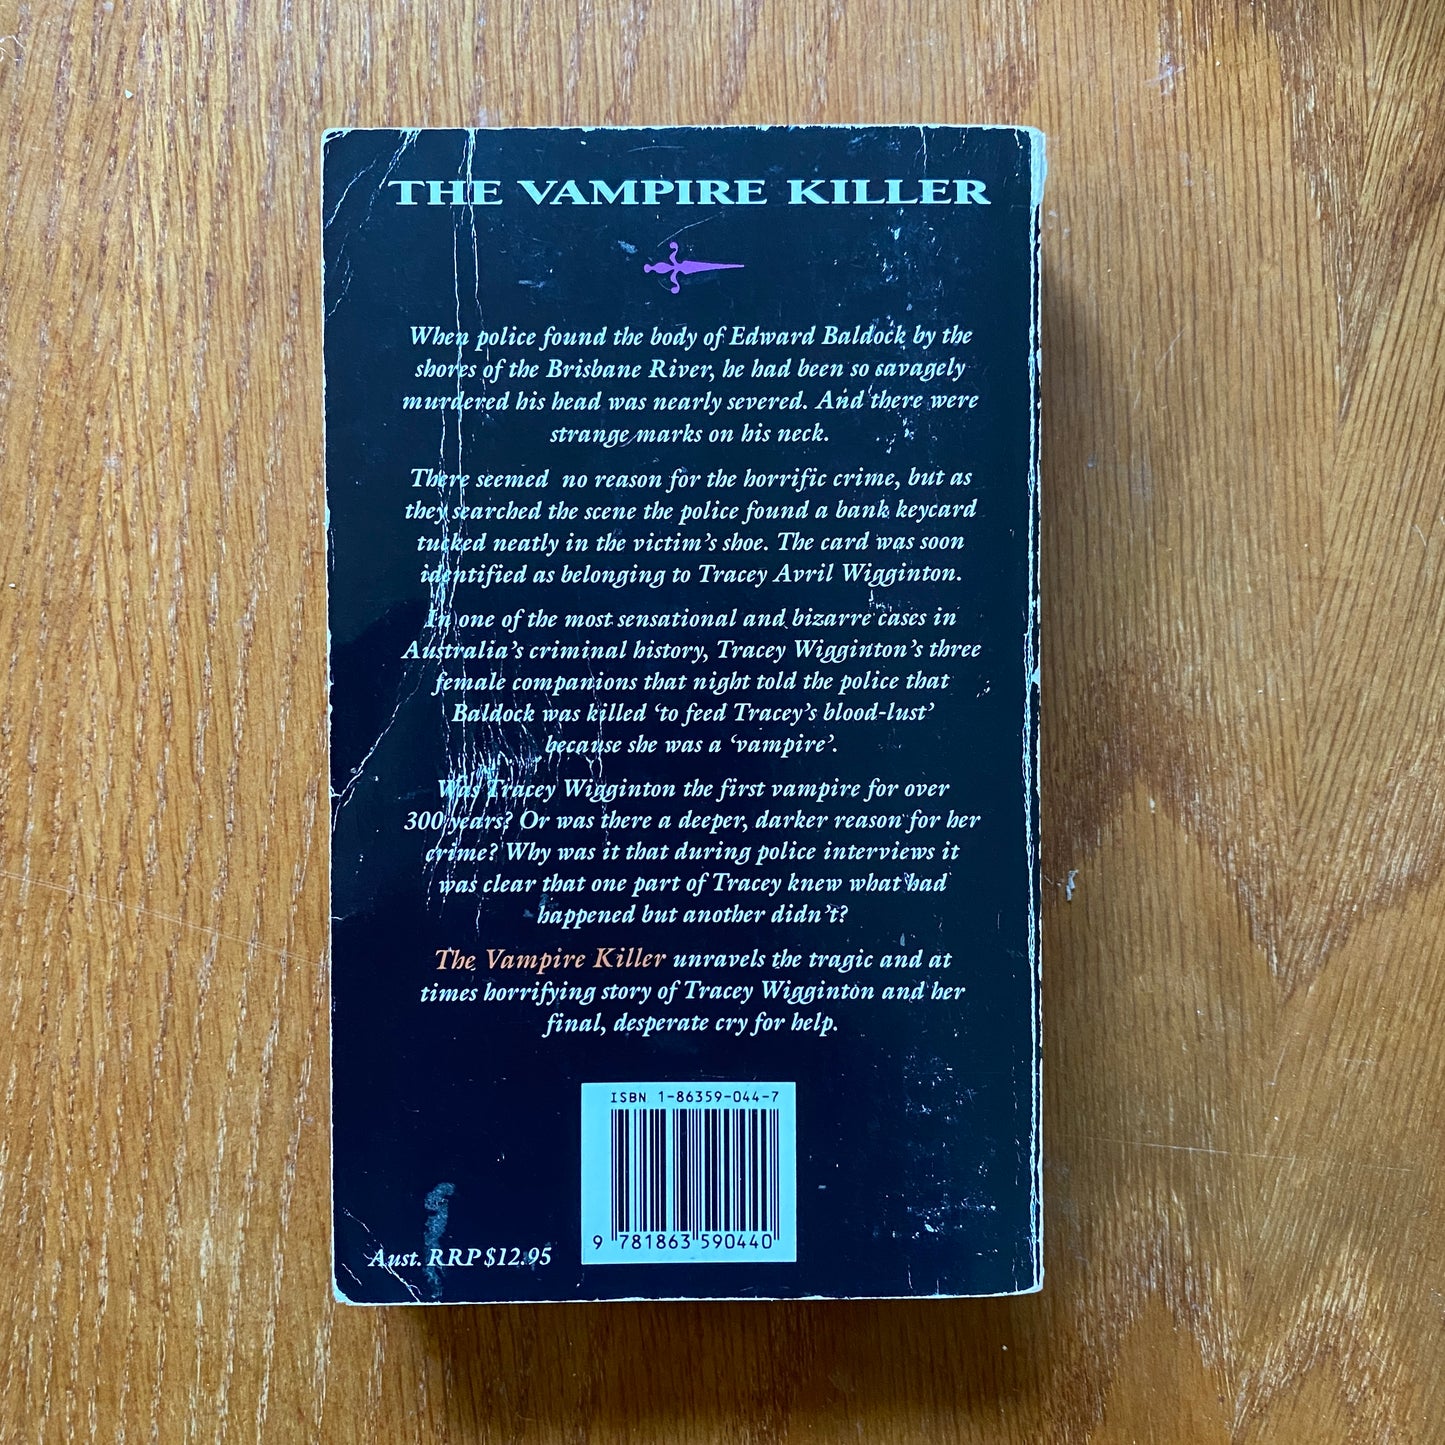 THE VAMPIRE KILLER
When police found the body of Edward Baldock by the
shores of the Brisbane River, he had been so savagely
murdered his head was nearly severed. And there were
strange marks on his neck.
There seemed no reason for the horrific crime, but as
they searched the scene the police found a bank keycard
tucked neatly in the victim's shoe. The card was soon
identified as belonging to Tracey Avril Wigginton.
In one of the most sensational and bizarre cases in
Australia's criminal history, Tracey Wigginton's three
female companions that night told the police that
Baldock was killed 'to feed Tracey's blood-lust'
because she was a 'vampire'.
Was Tracey Wigginton the first vampire for over
300 years? Or was there a deeper, darker reason for her
crime? Why was it that during police interviews it
was clear that one part of Tracey knew what had
happened but another didn't?
The Vampire Killer unravels the tragic and at
times horrifying story of Tracey Wigginton and her
final, desperate cry for help.
ISBN 1-86359-044-7
9 781863 590440
Aust. RRP $12.95